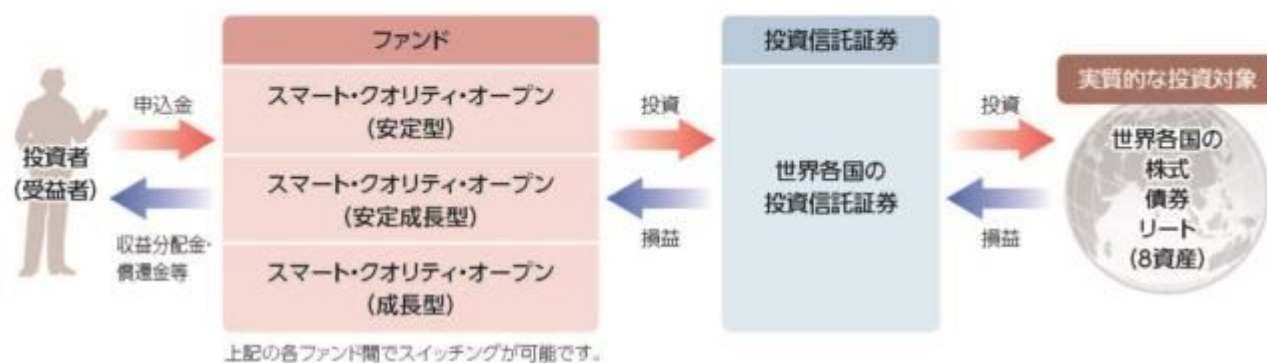 ファンド
投資信託証券
実質的な投資対象
申込金
投資者
(受益者)
収益分配金・
償還金等
スマート・クオリティ・オープン
(安定型)
スマート・クオリティ・オープン
(安定成長型)
スマート・クオリティ・オープン
(成長型)
投資
損益
世界各国の
投資信託証券
投資
損益
世界各国の
株式
債券
リート
(8資産)
上記の各ファンド間でスイッチングが可能です。